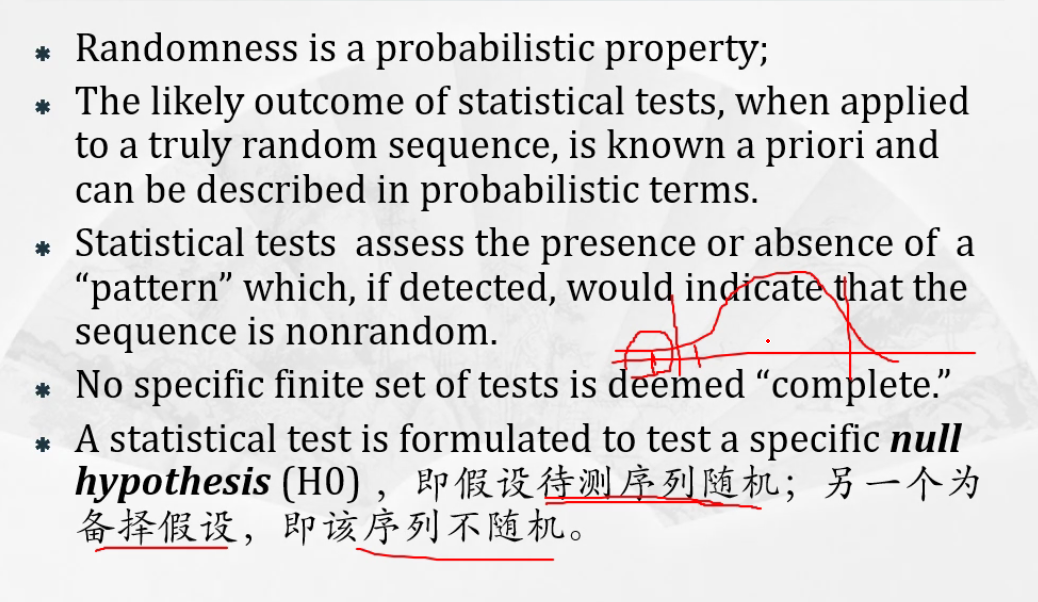 * Randomness is a probabilistic property;
* The likely outcome of statistical tests, when applied
to a truly random sequence, is known a priori and
can be described in probabilistic terms.
* Statistical tests assess the presence or absence of a
“pattern” which, if detected, would indicate that the
sequence is nonrandom.
* No specific finite set of tests is deemed “complete.”
* A statistical test is formulated to test a specific null
hypothesis (H0) ，即假设待测序列随机；另一个为
备择假设，即该序列不随机。